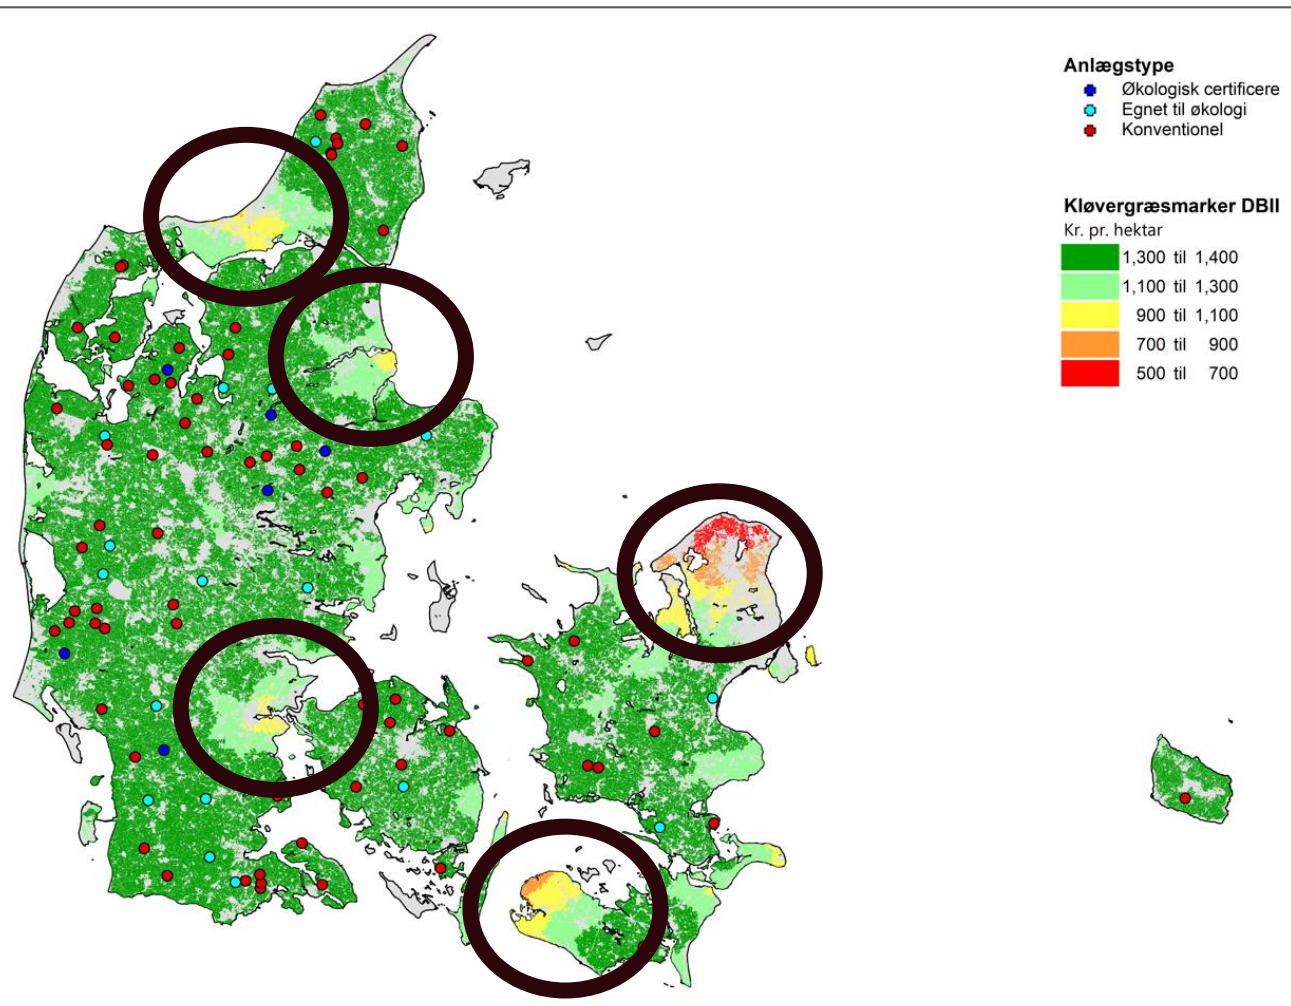 Anlægstype
Økologisk certificere
Egnet til økologi
Konventionel
Kløvergræsmarker DBII
Kr. pr. hektar
1,300 til 1,400
1,100 til 1,300
900 til 1,100
700 til 900
500 til 700